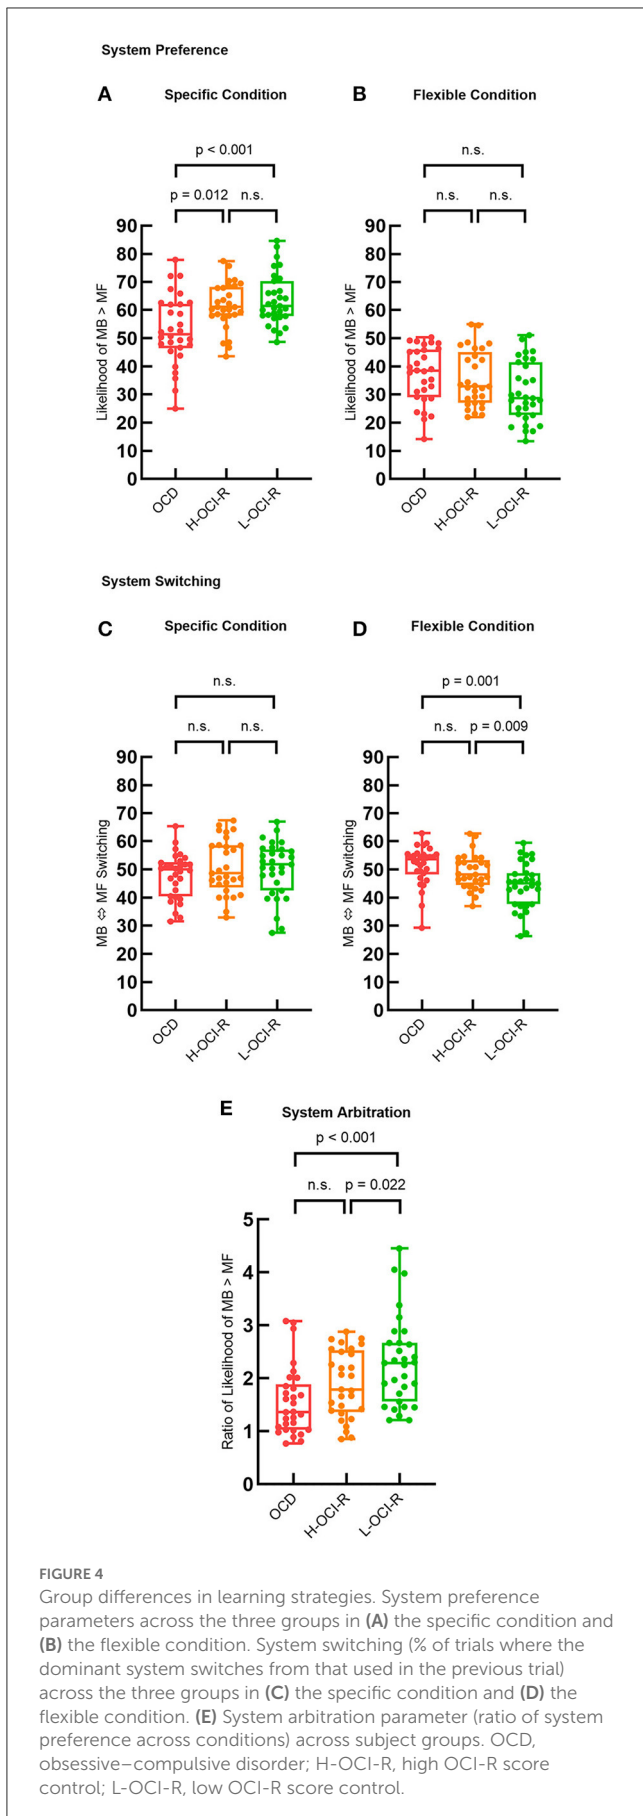 System Preference
A Specific Condition
B Flexible Condition
p < 0.001
p = 0.012 n.s.
n.s.
n.s. n.s.
90
80
70
60
50
40
30
20
10
0
Likelihood of MB > MF
OCD
H-OCI-R
L-OCI-R
90
80
70
60
50
40
30
20
10
0
Likelihood of MB > MF
OCD
H-OCI-R
L-OCI-R
System Switching
C Specific Condition
D Flexible Condition
n.s.
n.s. n.s.
p = 0.001
n.s. p = 0.009
90
80
70
60
50
40
30
20
10
0
MB ⇔ MF Switching
OCD
H-OCI-R
L-OCI-R
90
80
70
60
50
40
30
20
10
0
MB ⇔ MF Switching
OCD
H-OCI-R
L-OCI-R
E System Arbitration
p < 0.001
n.s. p = 0.022
5
4
3
2
1
0
Ratio of Likelihood of MB > MF
OCD
H-OCI-R
L-OCI-R
FIGURE 4
Group differences in learning strategies. System preference
parameters across the three groups in (A) the specific condition and
(B) the flexible condition. System switching (% of trials where the
dominant system switches from that used in the previous trial)
across the three groups in (C) the specific condition and (D) the
flexible condition. (E) System arbitration parameter (ratio of system
preference across conditions) across subject groups. OCD,
obsessive–compulsive disorder; H-OCI-R, high OCI-R score
control; L-OCI-R, low OCI-R score control.